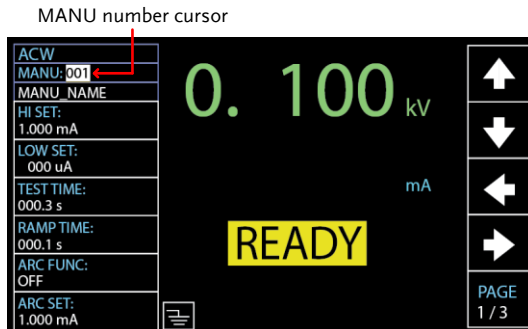 MANU number cursor
ACW
MANU: 001
MANU_NAME
HI SET:
1.000 mA
LOW SET:
000 uA
TEST TIME:
000.3 s
RAMP TIME:
000.1 s
ARC FUNC:
OFF
ARC SET:
1.000 mA
0. 100 kV
mA
READY
PAGE
1 / 3